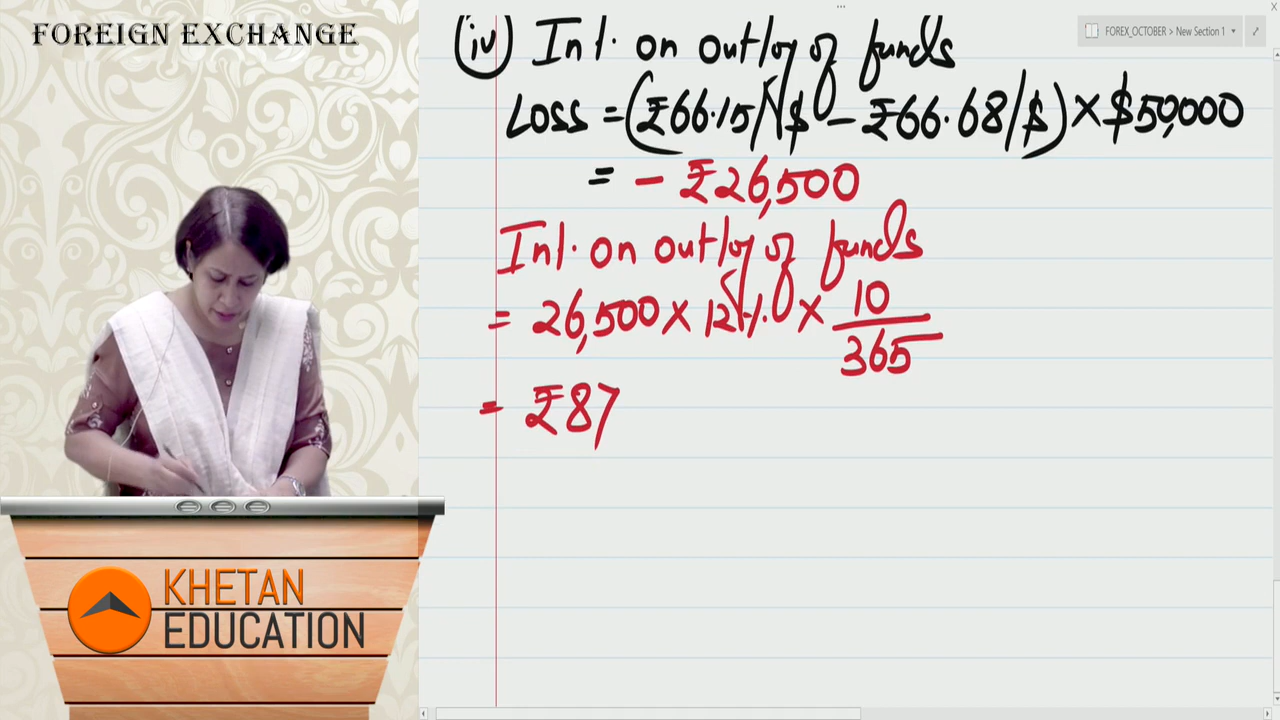 FOREIGN EXCHANGE
FOREX_OCTOBER > New Section 1
(iv) Int. on outlay of funds
Loss = (₹66.15/$ - ₹66.68/$) × $50,000
= - ₹26,500
Int. on outlay of funds
= 26,500 × 12% × 10/365
= ₹87
KHETAN
EDUCATION